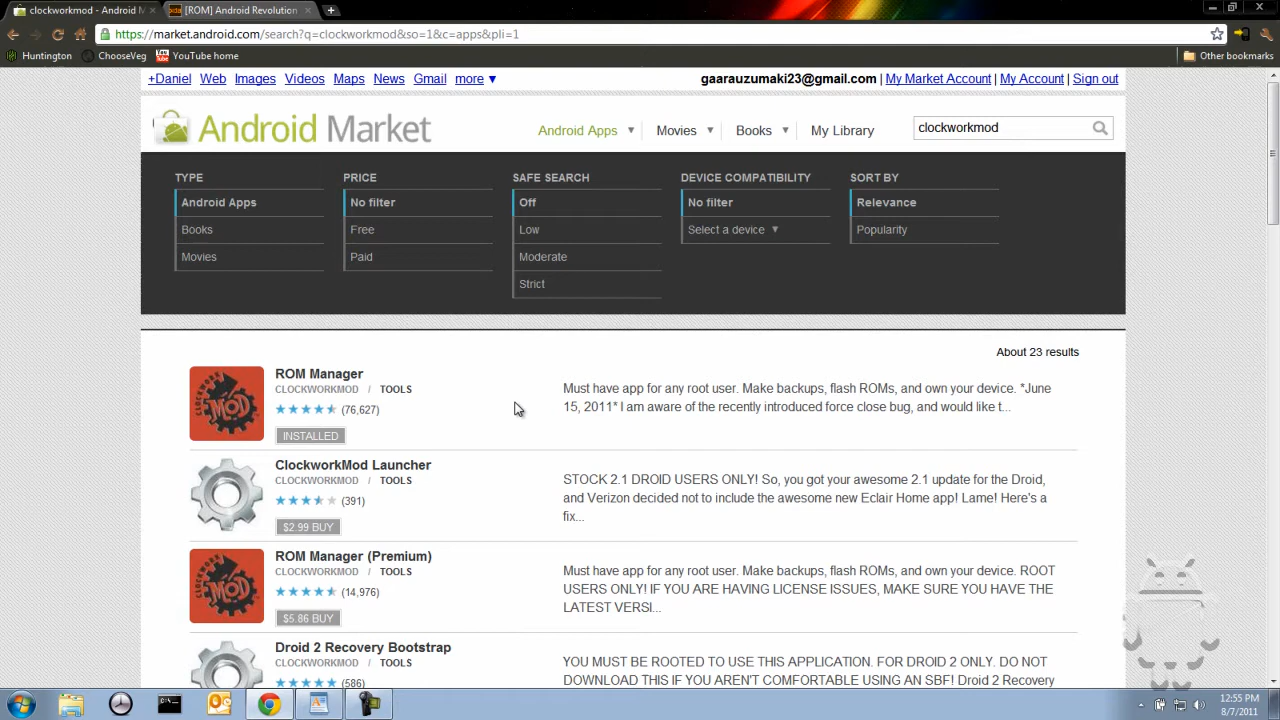 clockworkmod - Android M
[ROM] Android Revolution
https://market.android.com/search?q=clockworkmod&so=1&c=apps&pli=1
Huntington ChooseVeg YouTube home Other bookmarks
+Daniel Web Images Videos Maps News Gmail more ▼ gaarauzumaki23@gmail.com | My Market Account | My Account | Sign out
Android Market Android Apps ▼ Movies ▼ Books ▼ My Library clockworkmod
TYPE PRICE SAFE SEARCH DEVICE COMPATIBILITY SORT BY
Android Apps No filter Off No filter Relevance
Books Free Low Select a device ▼ Popularity
Movies Paid Moderate
Strict
About 23 results
ROM Manager
CLOCKWORKMOD / TOOLS
(76,627)
INSTALLED
Must have app for any root user. Make backups, flash ROMs, and own your device. *June
15, 2011* I am aware of the recently introduced force close bug, and would like t...
ClockworkMod Launcher
CLOCKWORKMOD / TOOLS
(391)
$2.99 BUY
STOCK 2.1 DROID USERS ONLY! So, you got your awesome 2.1 update for the Droid,
and Verizon decided not to include the awesome new Eclair Home app! Lame! Here's a
fix...
ROM Manager (Premium)
CLOCKWORKMOD / TOOLS
(14,976)
$5.86 BUY
Must have app for any root user. Make backups, flash ROMs, and own your device. ROOT
USERS ONLY! IF YOU ARE HAVING LICENSE ISSUES, MAKE SURE YOU HAVE THE
LATEST VERSI...
Droid 2 Recovery Bootstrap
CLOCKWORKMOD / TOOLS
(586)
YOU MUST BE ROOTED TO USE THIS APPLICATION. FOR DROID 2 ONLY. DO NOT
DOWNLOAD THIS IF YOU AREN'T COMFORTABLE USING AN SBF! Droid 2 Recovery
MOD
MOD
12:55 PM
8/7/2011